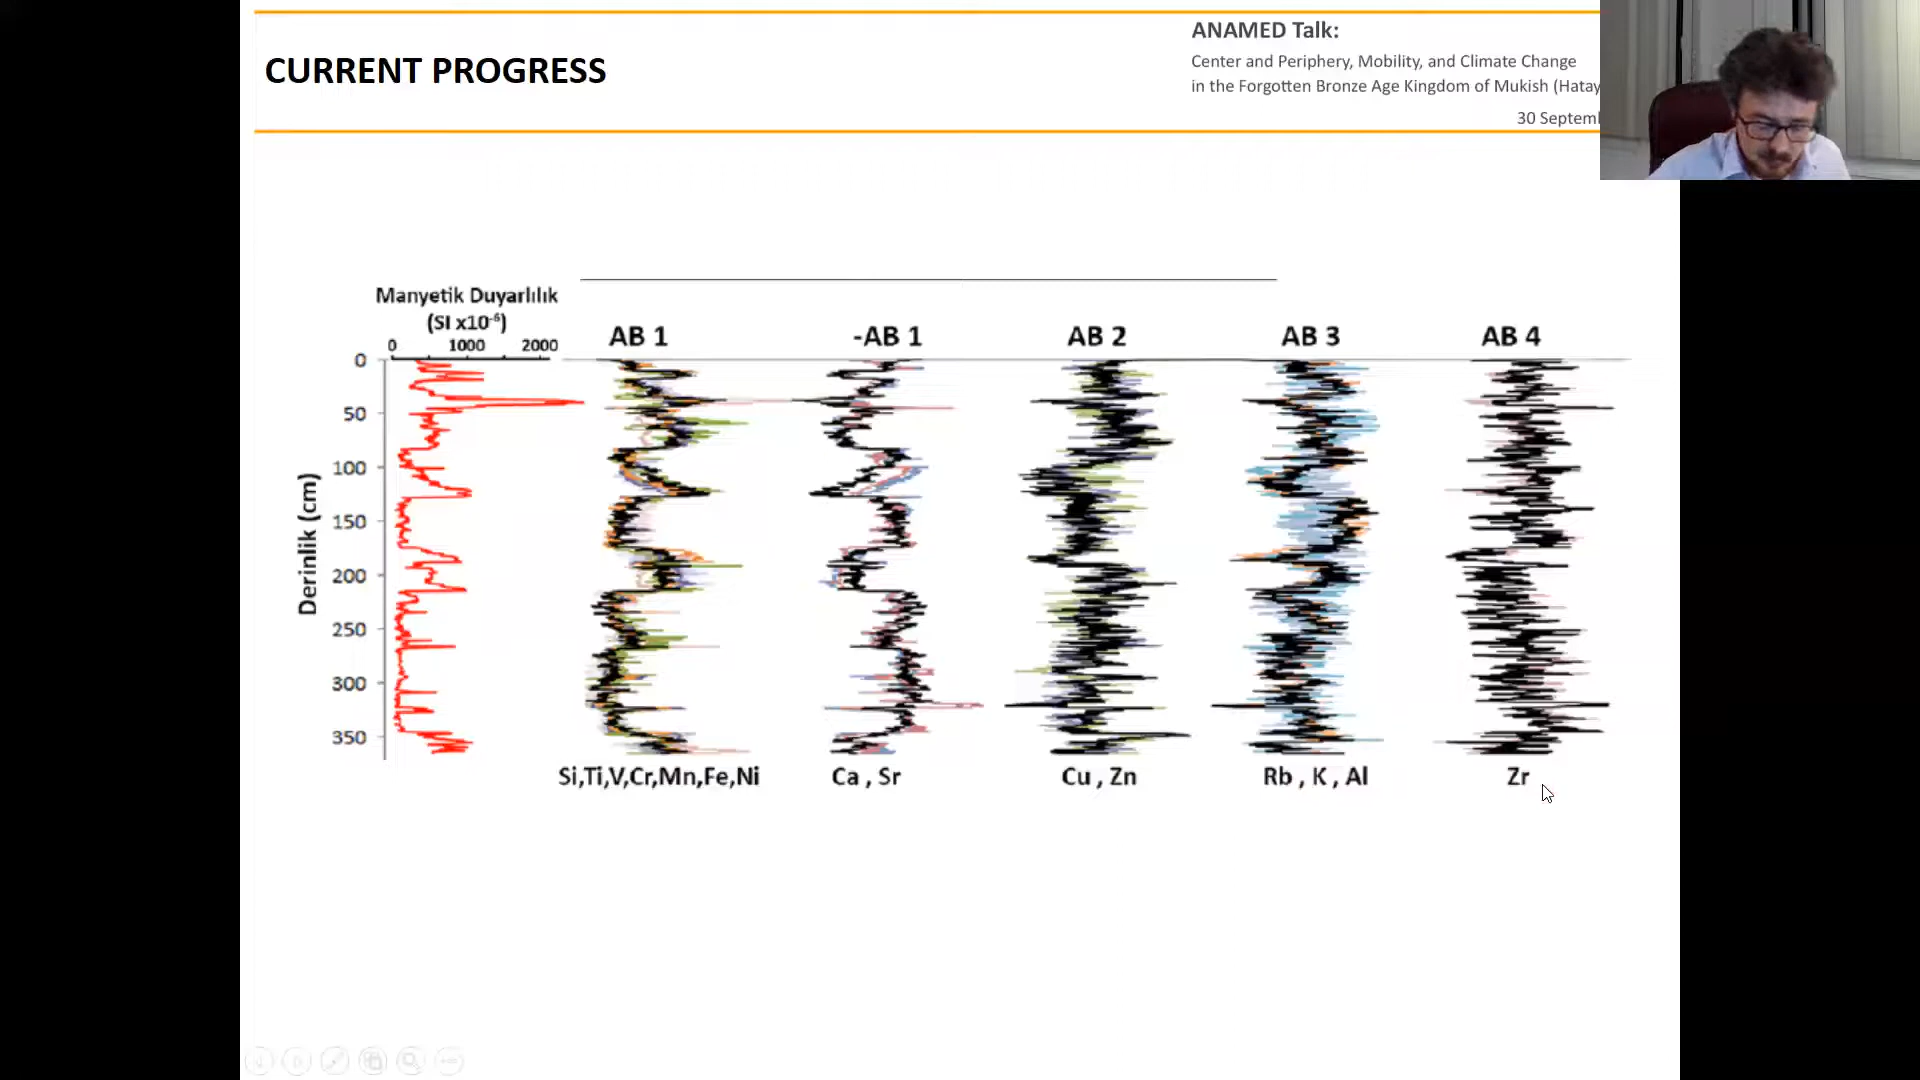 CURRENT PROGRESS
ANAMED Talk:
Center and Periphery, Mobility, and Climate Change
in the Forgotten Bronze Age Kingdom of Mukish (Hatay
30
Manyetik Duyarlılık
(SI x10⁻⁶)
0 1000 2000
AB 1 -AB 1 AB 2 AB 3 AB 4
Derinlik (cm)
0
50
100
150
200
250
300
350
Si,Ti,V,Cr,Mn,Fe,Ni Ca , Sr Cu , Zn Rb , K , Al Zr